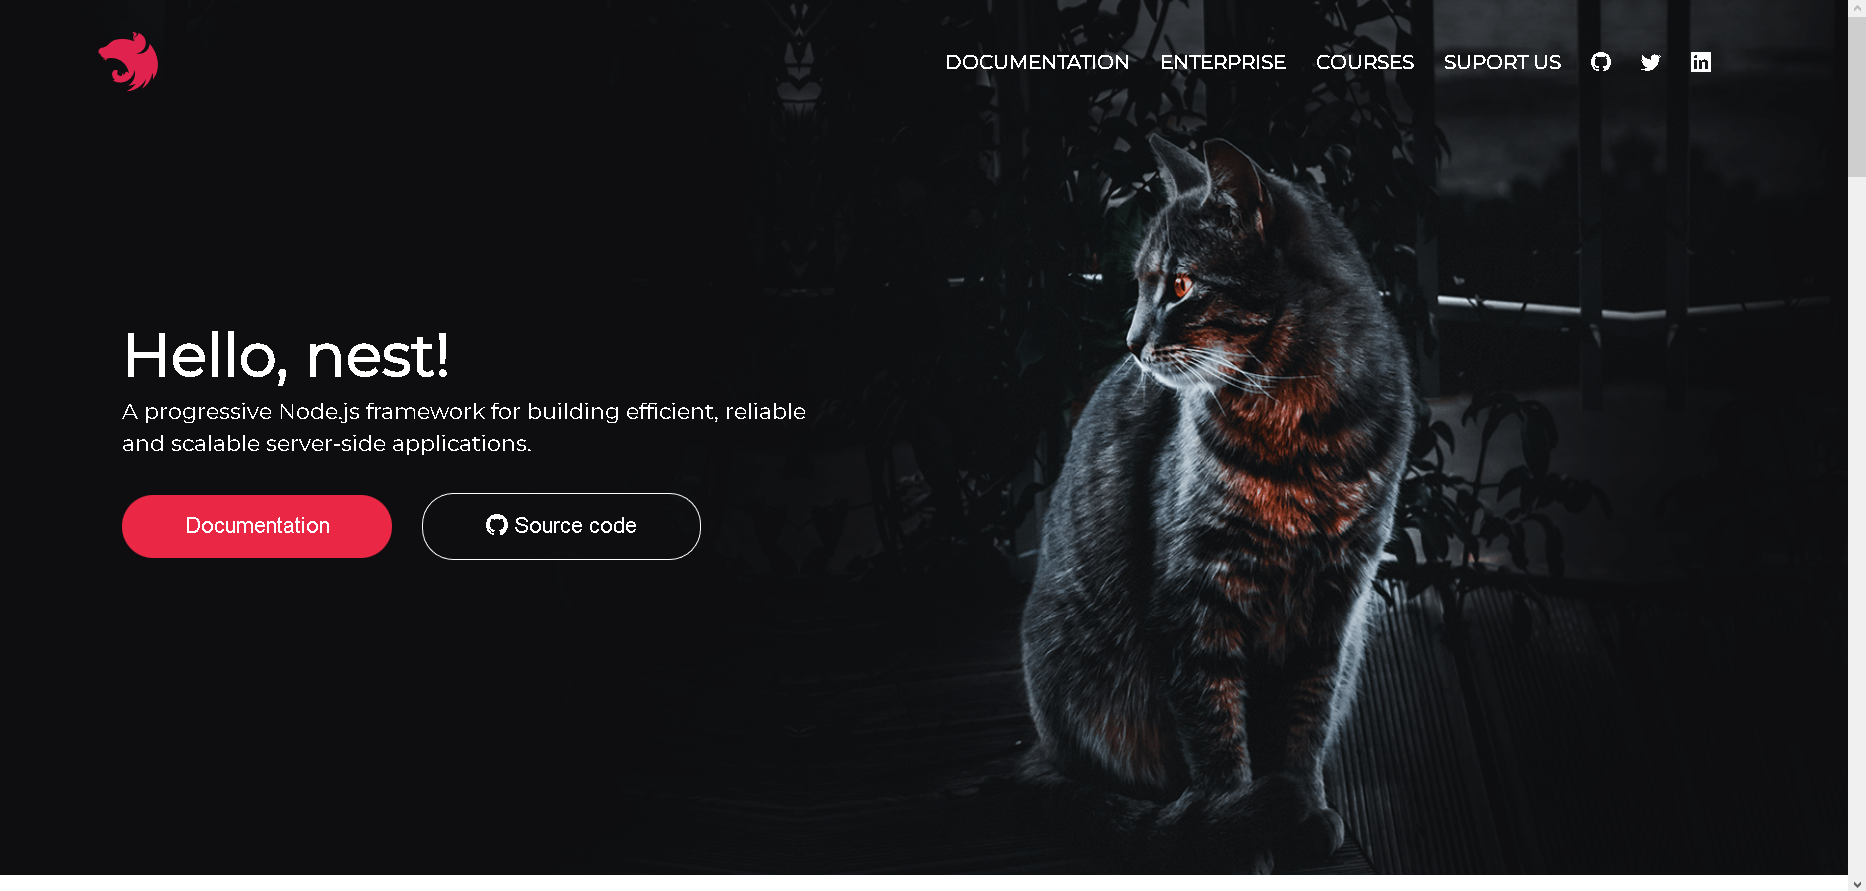 DOCUMENTATION ENTERPRISE COURSES SUPORT US
Hello, nest!
A progressive Node.js framework for building efficient, reliable
and scalable server-side applications.
Documentation
Source code